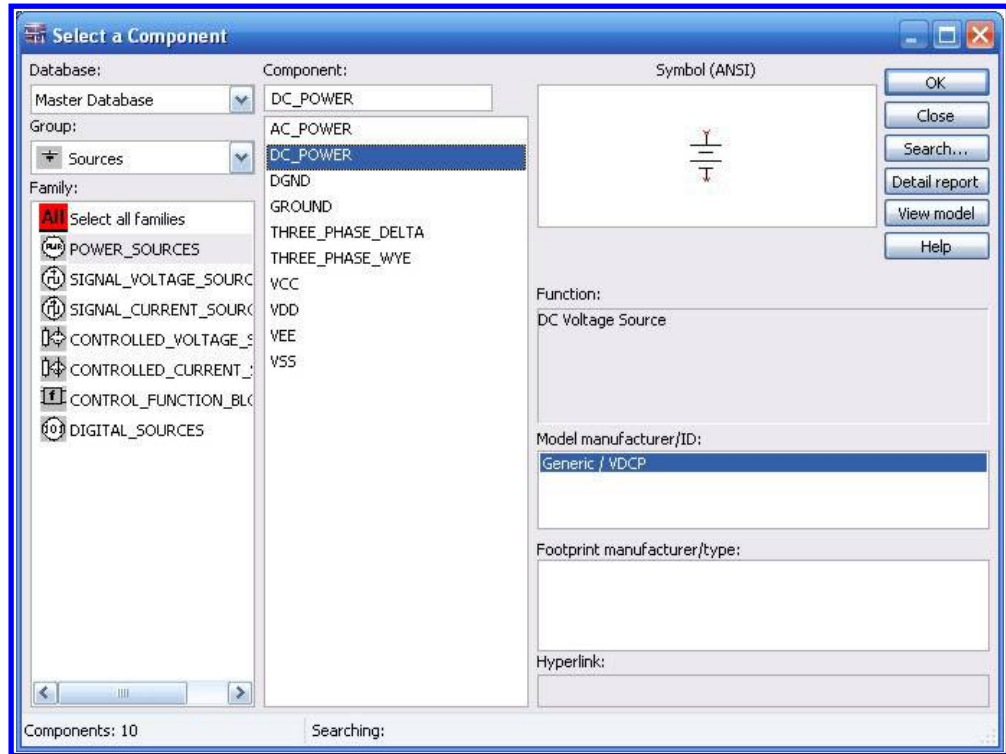 Select a Component
Database:
Master Database
Group:
Sources
Family:
All Select all families
POWER_SOURCES
SIGNAL_VOLTAGE_SOURC
SIGNAL_CURRENT_SOUR
CONTROLLED_VOLTAGE_S
CONTROLLED_CURRENT_
CONTROL_FUNCTION_BL
DIGITAL_SOURCES
Component:
DC_POWER
AC_POWER
DC_POWER
DGND
GROUND
THREE_PHASE_DELTA
THREE_PHASE_WYE
VCC
VDD
VEE
VSS
Symbol (ANSI)
OK
Close
Search...
Detail report
View model
Help
Function:
DC Voltage Source
Model manufacturer/ID:
Generic / VDCP
Footprint manufacturer/type:
Hyperlink:
Components: 10
Searching: